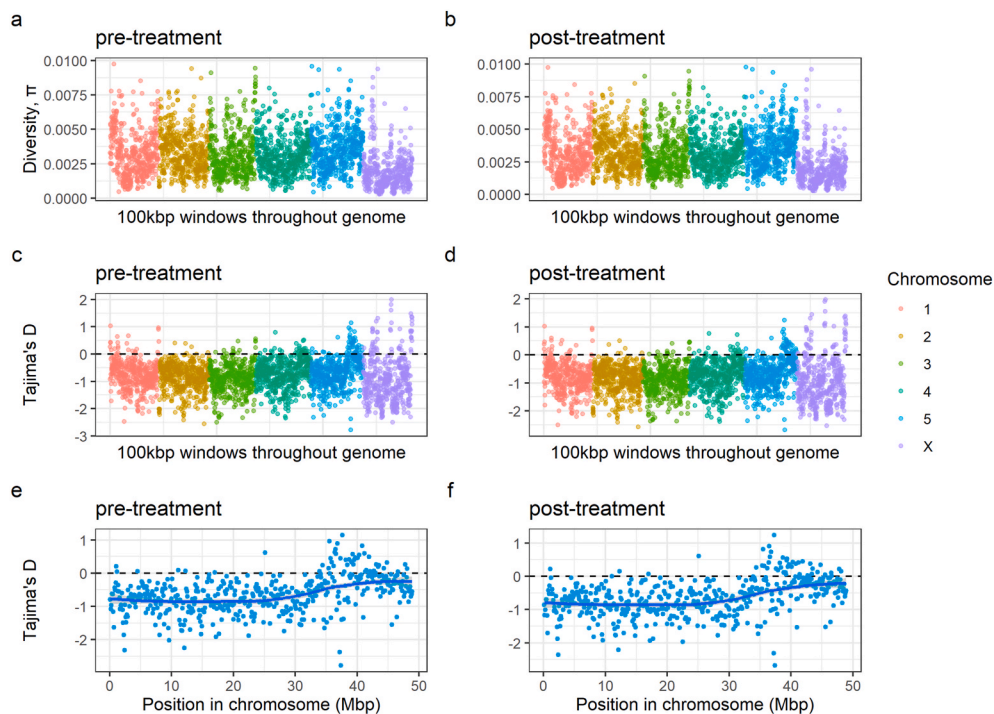 a
pre-treatment
Diversity, π
0.0100
0.0075
0.0050
0.0025
0.0000
100kbp windows throughout genome
b
post-treatment
0.0100
0.0075
0.0050
0.0025
0.0000
100kbp windows throughout genome
c
pre-treatment
Tajima's D
2
1
0
-1
-2
-3
100kbp windows throughout genome
d
post-treatment
2
1
0
-1
-2
100kbp windows throughout genome
Chromosome
1
2
3
4
5
X
e
pre-treatment
Tajima's D
1
0
-1
-2
0 10 20 30 40 50
Position in chromosome (Mbp)
f
post-treatment
1
0
-1
-2
0 10 20 30 40 50
Position in chromosome (Mbp)